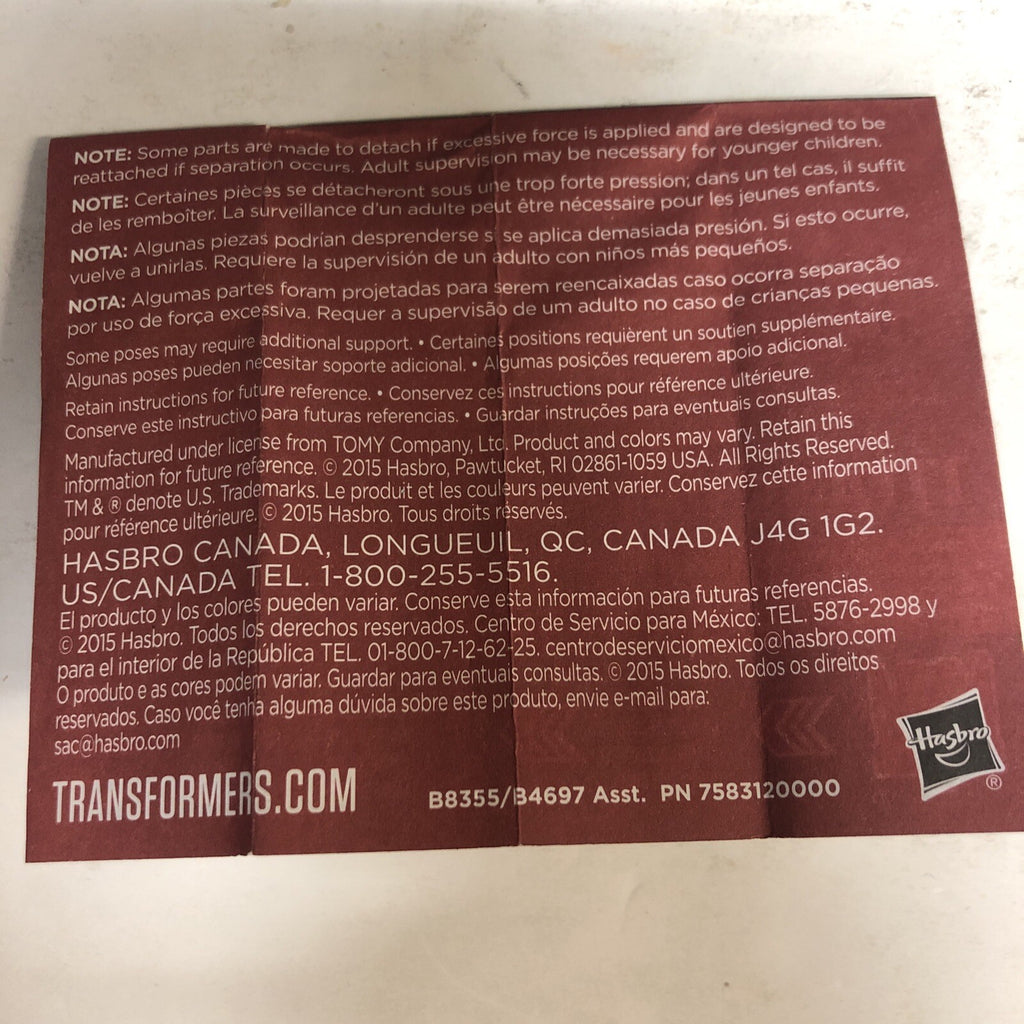 NOTE: Some parts are made to detach if excessive force is applied and are designed to be
reattached if separation occurs. Adult supervision may be necessary for younger children.
NOTE: Certaines pièces se détacheront sous une trop forte pression; dans un tel cas, il suffit
de les remboîter. La surveillance d'un adulte peut être nécessaire pour les jeunes enfants.
NOTA: Algunas piezas podrían desprenderse si se aplica demasiada presión. Si esto ocurre,
vuelve a unirlas. Requiere la supervisión de un adulto con niños más pequeños.
NOTA: Algumas partes foram projetadas para serem reencaixadas caso ocorra separação
por uso de força excessiva. Requer a supervisão de um adulto no caso de crianças pequenas.
Some poses may require additional support. • Certaines positions requièrent un soutien supplémentaire.
Algunas poses pueden necesitar soporte adicional. • Algumas posições requerem apoio adicional.
Retain instructions for future reference. • Conservez ces instructions pour référence ultérieure.
Conserve este instructivo para futuras referencias. • Guardar instruções para eventuais consultas.
Manufactured under license from TOMY Company, Ltd. Product and colors may vary. Retain this
information for future reference. © 2015 Hasbro, Pawtucket, RI 02861-1059 USA. All Rights Reserved.
TM & ® denote U.S. Trademarks. Le produit et les couleurs peuvent varier. Conservez cette information
pour référence ultérieure. © 2015 Hasbro. Tous droits réservés.
HASBRO CANADA, LONGUEUIL, QC, CANADA J4G 1G2.
US/CANADA TEL. 1-800-255-5516.
El producto y los colores pueden variar. Conserve esta información para futuras referencias.
© 2015 Hasbro. Todos los derechos reservados. Centro de Servicio para México: TEL. 5876-2998 y
para el interior de la República TEL. 01-800-7-12-62-25. centrodeserviciomexico@hasbro.com
O produto e as cores podem variar. Guardar para eventuais consultas. © 2015 Hasbro. Todos os direitos
reservados. Caso você tenha alguma dúvida sobre este produto, envie e-mail para:
sac@hasbro.com
TRANSFORMERS.COM
B8355/B4697 Asst. PN 7583120000
Hasbro ®